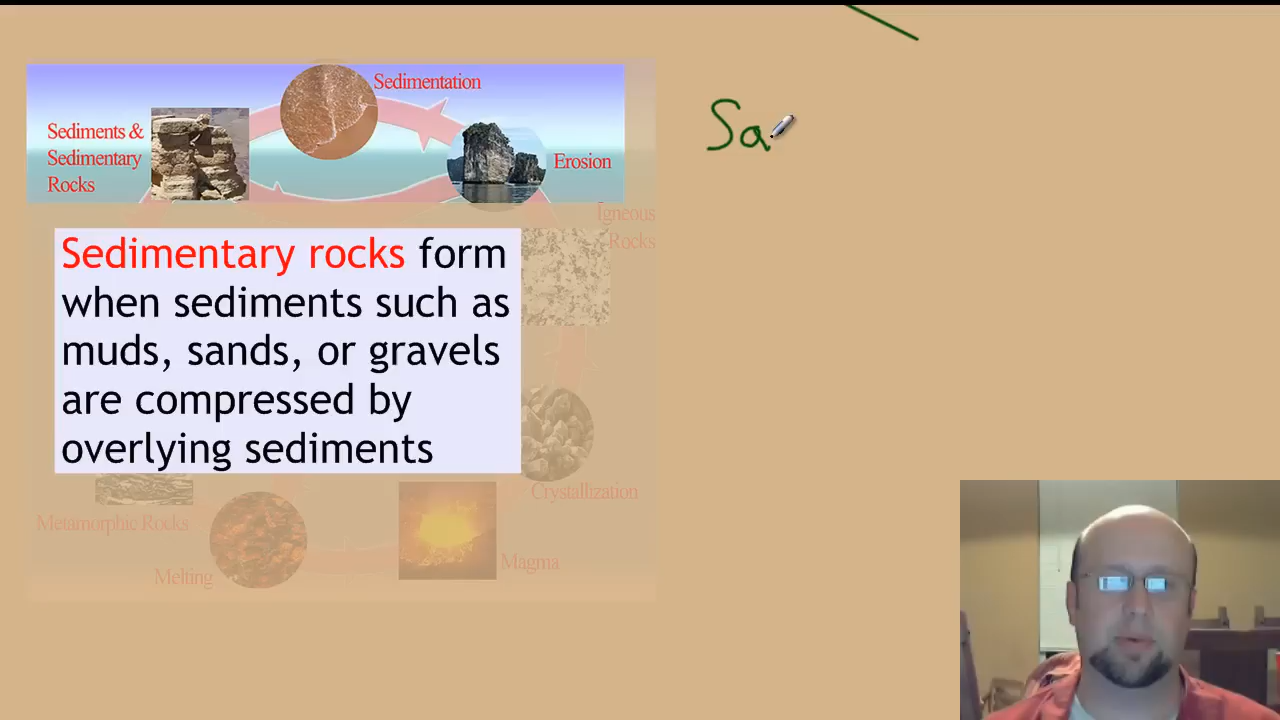 Sedimentation
Sediments &
Sedimentary
Rocks
Erosion
Igneous
Rocks
Sedimentary rocks form
when sediments such as
muds, sands, or gravels
are compressed by
overlying sediments
Crystallization
Metamorphic Rocks
Magma
Melting
Sa